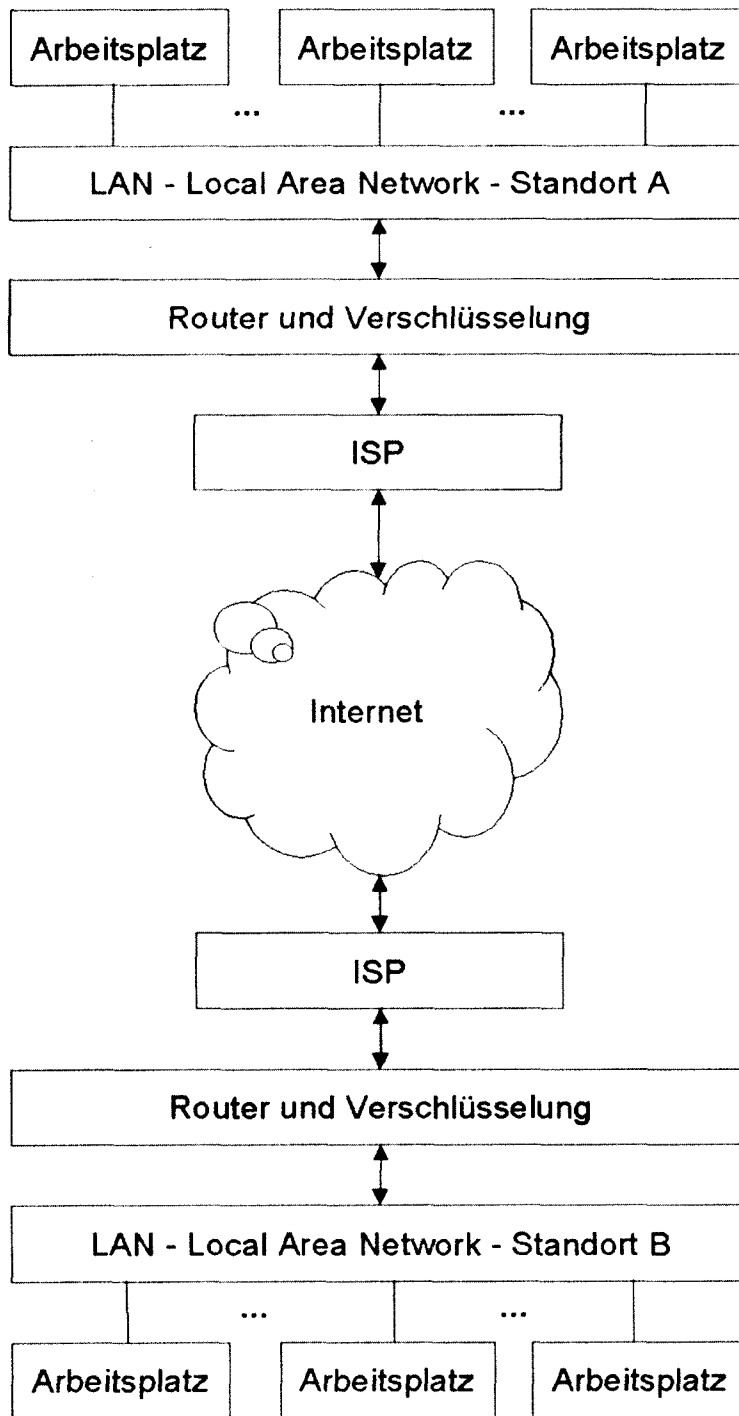 Arbeitsplatz Arbeitsplatz Arbeitsplatz
... ...
LAN - Local Area Network - Standort A
Router und Verschlüsselung
ISP
Internet
ISP
Router und Verschlüsselung
LAN - Local Area Network - Standort B
... ...
Arbeitsplatz Arbeitsplatz Arbeitsplatz